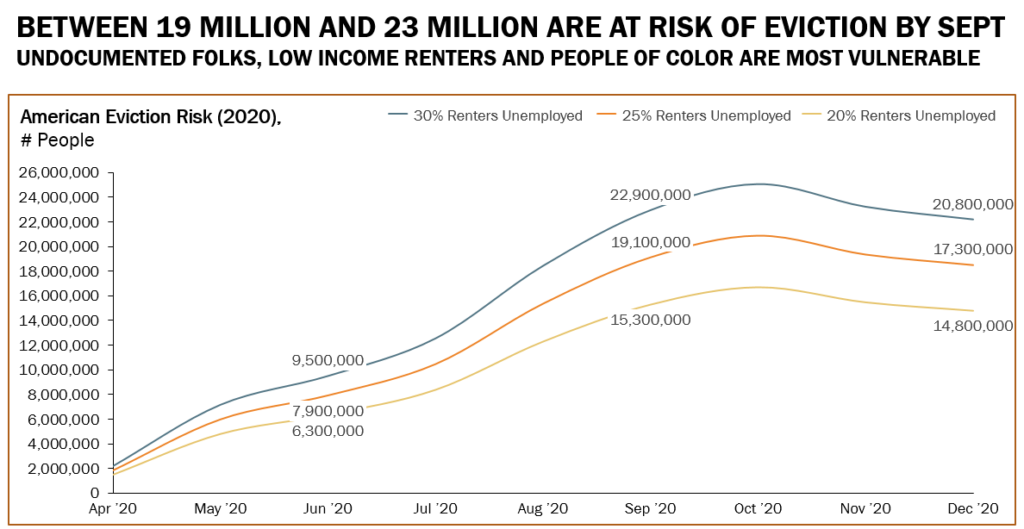 BETWEEN 19 MILLION AND 23 MILLION ARE AT RISK OF EVICTION BY SEPT
UNDOCUMENTED FOLKS, LOW INCOME RENTERS AND PEOPLE OF COLOR ARE MOST VULNERABLE
American Eviction Risk (2020),
# People
30% Renters Unemployed
25% Renters Unemployed
20% Renters Unemployed
26,000,000
24,000,000
22,000,000
20,000,000
18,000,000
16,000,000
14,000,000
12,000,000
10,000,000
8,000,000
6,000,000
4,000,000
2,000,000
0
9,500,000
7,900,000
6,300,000
22,900,000
19,100,000
15,300,000
20,800,000
17,300,000
14,800,000
Apr '20
May '20
Jun '20
Jul '20
Aug '20
Sep '20
Oct '20
Nov '20
Dec '20